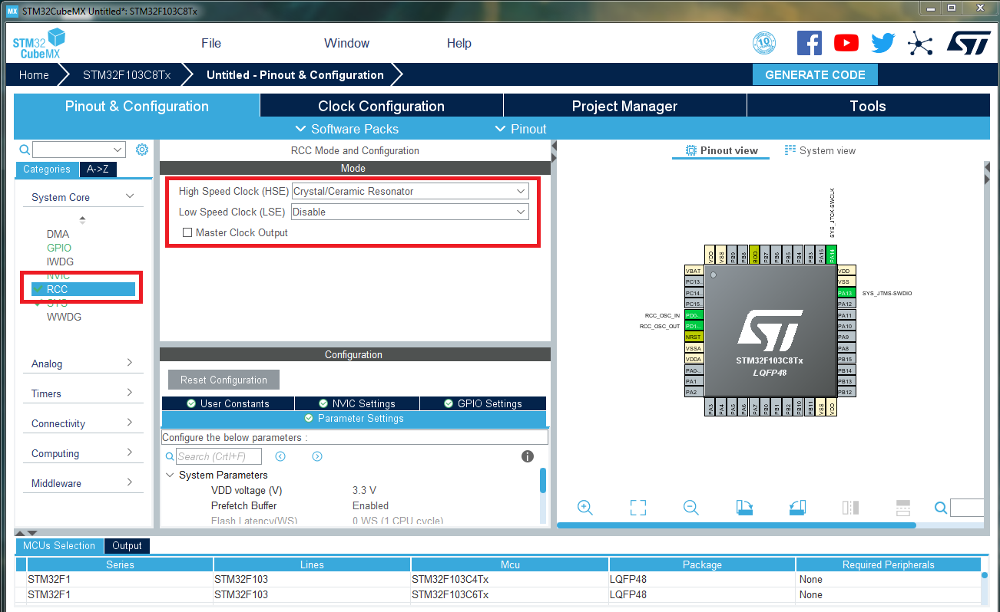 MX STM32CubeMX Untitled*: STM32F103C8Tx
STM32 CubeMX
File Window Help
10
Home STM32F103C8Tx Untitled - Pinout & Configuration GENERATE CODE
Pinout & Configuration Clock Configuration Project Manager Tools
Software Packs Pinout
Categories A->Z
System Core
DMA
GPIO
IWDG
NVIC
RCC
SYS
WWDG
Analog
Timers
Connectivity
Computing
Middleware
RCC Mode and Configuration
Mode
High Speed Clock (HSE) Crystal/Ceramic Resonator
Low Speed Clock (LSE) Disable
Master Clock Output
Configuration
Reset Configuration
User Constants NVIC Settings GPIO Settings
Parameter Settings
Configure the below parameters :
Search (Crtl+F)
System Parameters
VDD voltage (V) 3.3 V
Prefetch Buffer Enabled
Flash Latency(WS) 0 WS (1 CPU cycle)
Pinout view System view
SYS_JTCK-SWCLK
VDD VSS PB9 PB8 BOO.. PB7 PB6 PB5 PB4 PB3 PA15 PA14
VBAT VDD
PC13.. VSS
PC14.. PA13 SYS_JTMS-SWDIO
PC15.. PA12
RCC_OSC_IN PD0-.. PA11
RCC_OSC_OUT PD1-.. PA10
NRST PA9
VSSA PA8
VDDA PB15
PA0-.. PB14
PA1 PB13
PA2 PB12
ST
STM32F103C8Tx
LQFP48
PA3 PA4 PA5 PA6 PA7 PB0 PB1 PB2 PB10 PB11 VSS VDD
MCUs Selection Output
Series Lines Mcu Package Required Peripherals
STM32F1 STM32F103 STM32F103C4Tx LQFP48 None
STM32F1 STM32F103 STM32F103C6Tx LQFP48 None